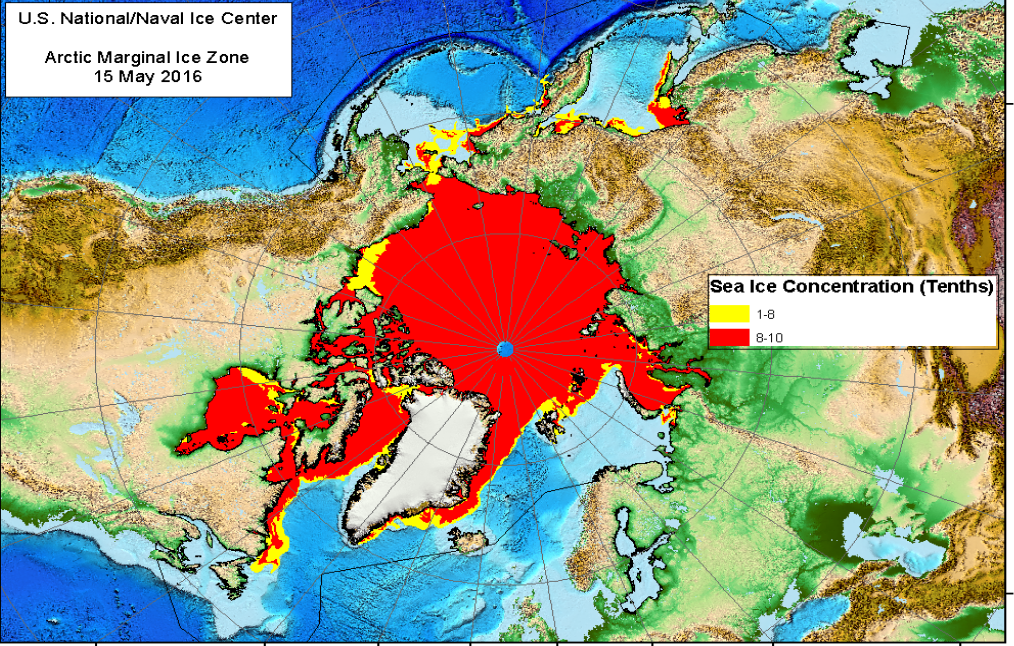 U.S. National/Naval Ice Center
Arctic Marginal Ice Zone
15 May 2016
Sea Ice Concentration (Tenths)
1-8
8-10